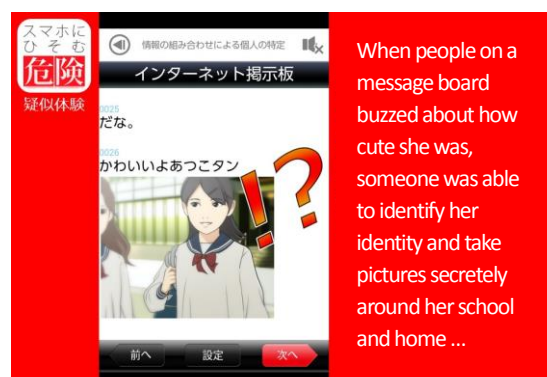 スマホに
ひそむ
危険
疑似体験
情報の組み合わせによる個人の特定
インターネット掲示板
0025
だな。
0026
かわいいよあつこタン
!?
前へ
設定
次へ
When people on a
message board
buzzed about how
cute she was,
someone was able
to identify her
identity and take
pictures secretely
around her school
and home ...